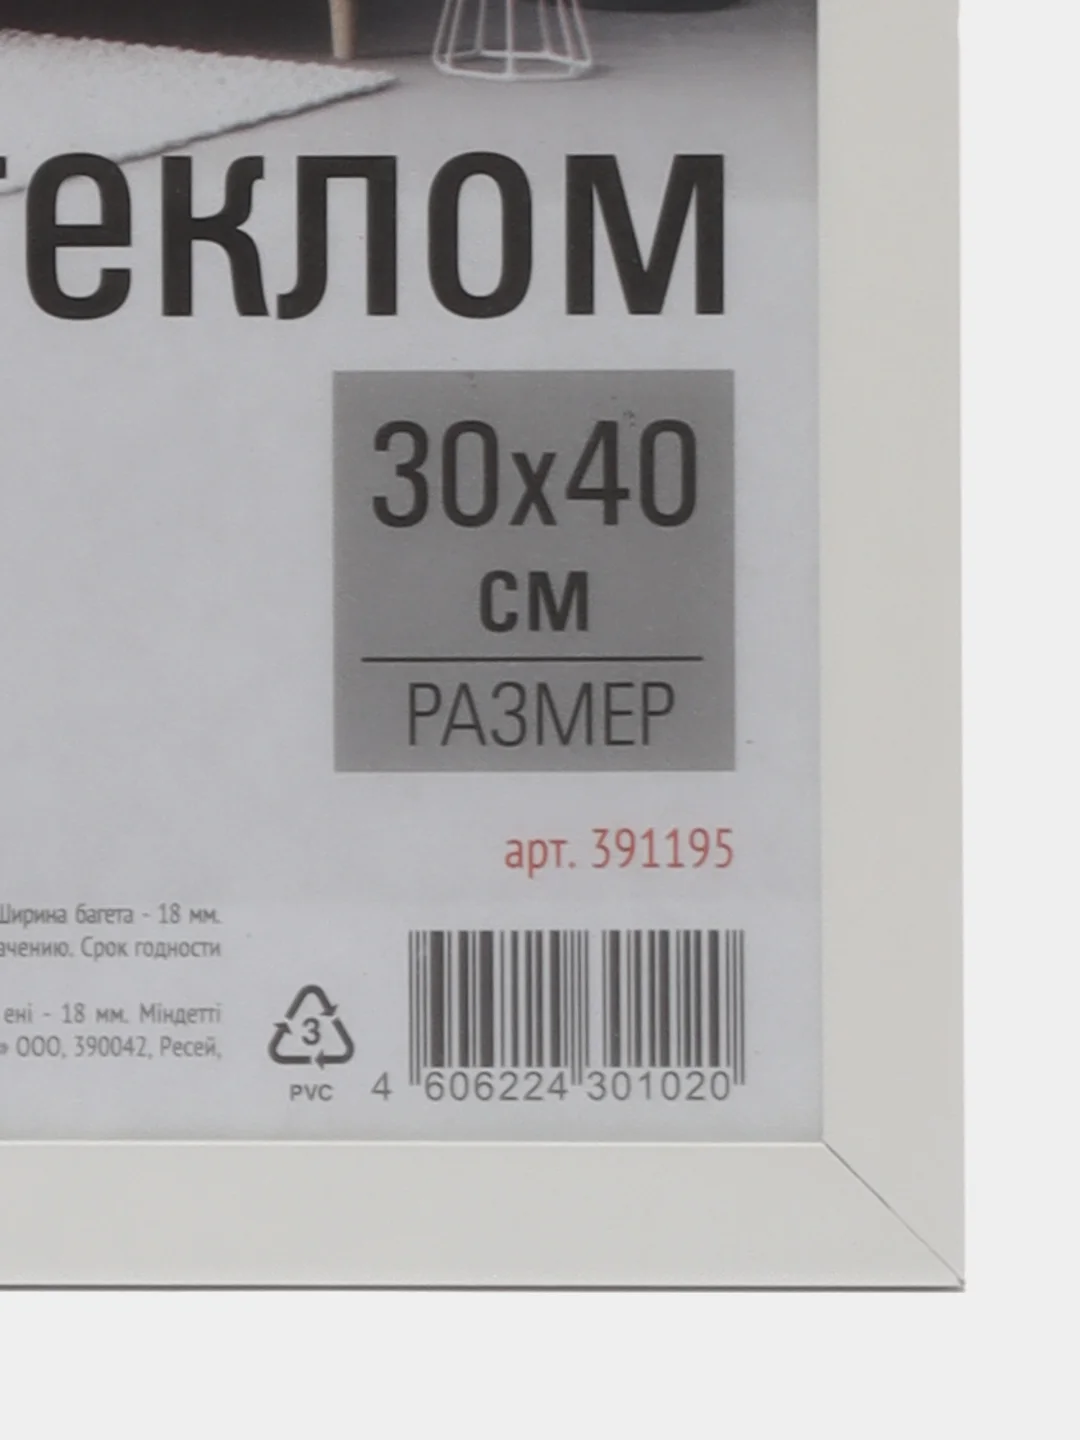 теклом
30х40
см
РАЗМЕР
арт. 391195
Ширина багета - 18 мм.
ачению. Срок годности
ені - 18 мм. Міндетті
» ООО, 390042, Ресей,
3
PVC
4 606224 301020